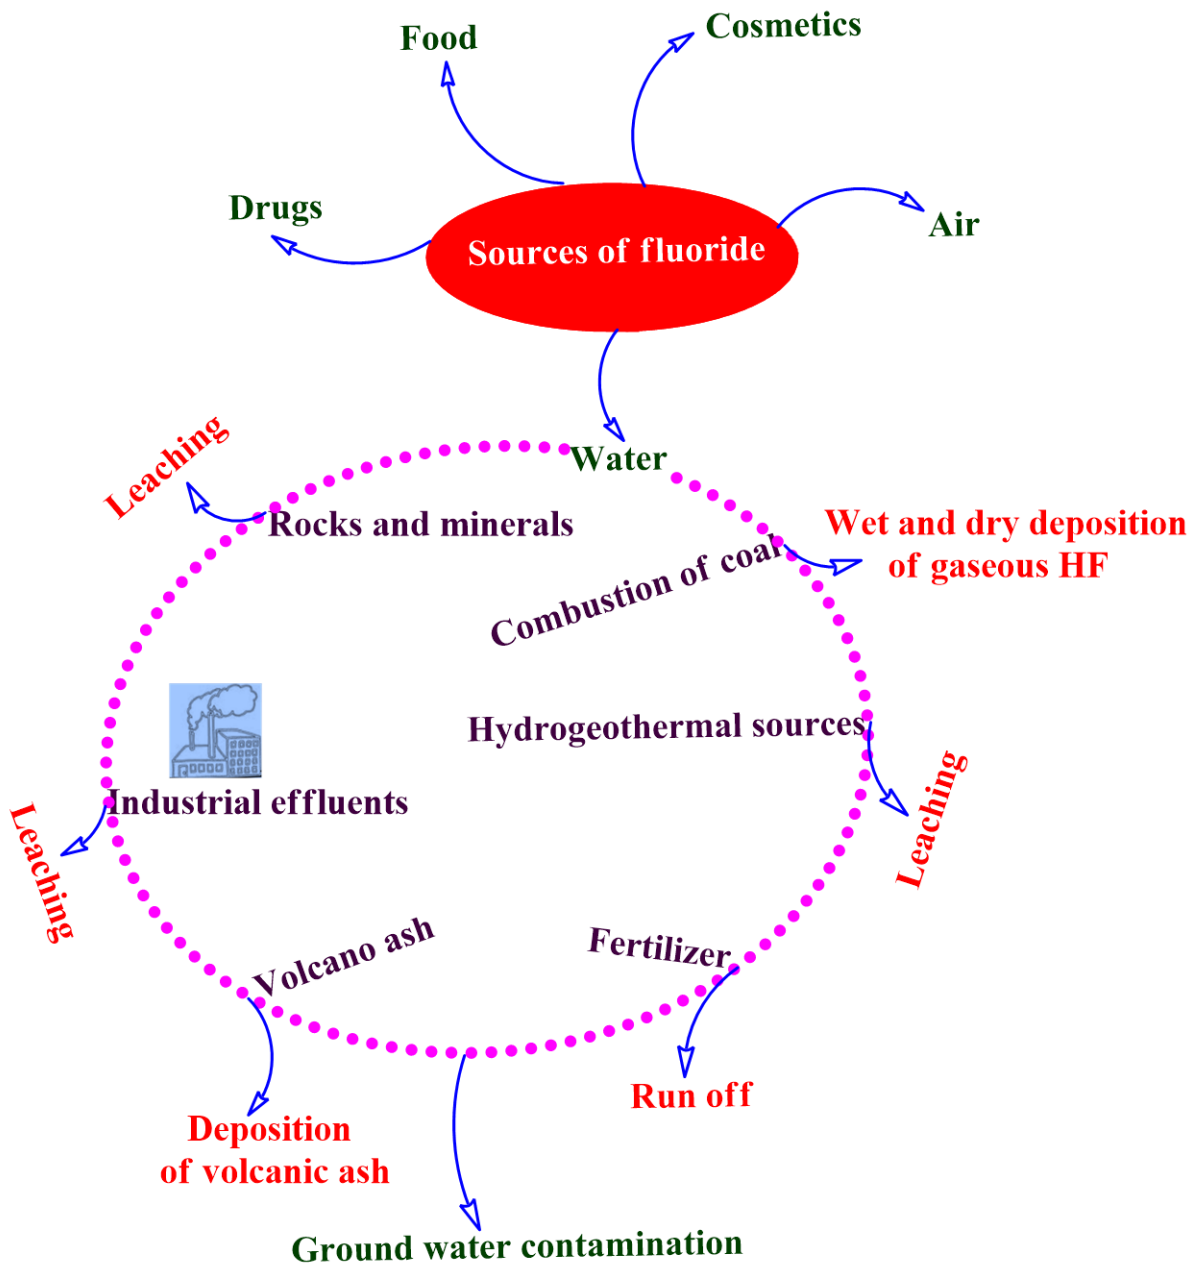 Food
Cosmetics
Drugs
Air
Sources of fluoride
Water
Leaching
Rocks and minerals
Wet and dry deposition
of gaseous HF
Combustion of coal
Hydrogeothermal sources
Leaching
Industrial effluents
Leaching
Volcano ash
Fertilizer
Run off
Deposition
of volcanic ash
Ground water contamination